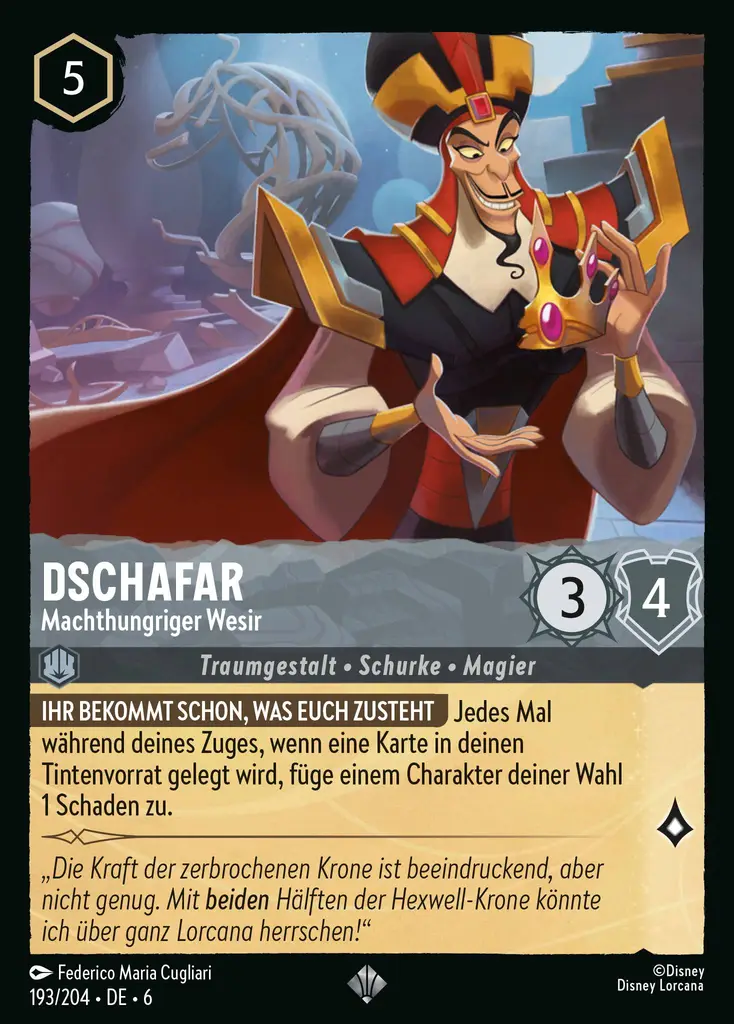 5
DSCHAFAR
Machthungriger Wesir
3
4
Traumgestalt • Schurke • Magier
IHR BEKOMMT SCHON, WAS EUCH ZUSTEHT Jedes Mal
während deines Zuges, wenn eine Karte in deinen
Tintenvorrat gelegt wird, füge einem Charakter deiner Wahl
1 Schaden zu.
„Die Kraft der zerbrochenen Krone ist beeindruckend, aber
nicht genug. Mit beiden Hälften der Hexwell-Krone könnte
ich über ganz Lorcana herrschen!“
Federico Maria Cugliari
193/204 • DE • 6
©Disney
Disney Lorcana